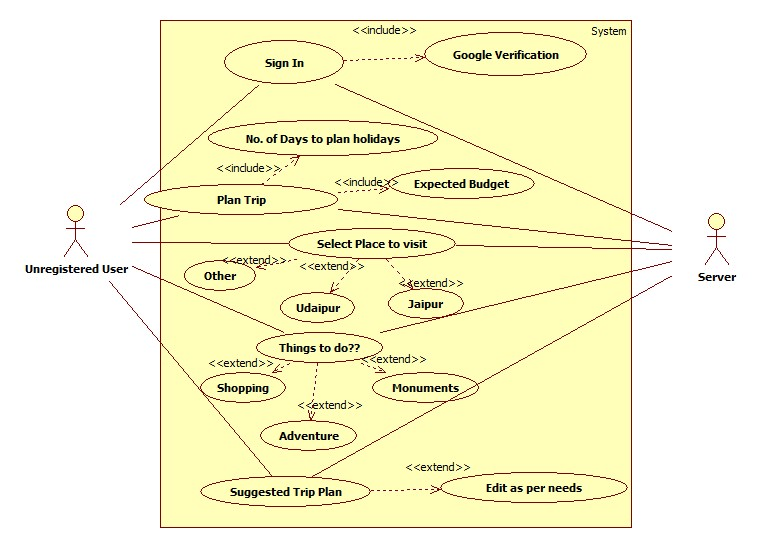 System
<<include>>
Sign In
Google Verification
No. of Days to plan holidays
<<include>>
<<include>>
Expected Budget
Plan Trip
Select Place to visit
Unregistered User
Server
<<extend>>
<<extend>>
<<extend>>
Other
Udaipur
Jaipur
Things to do??
<<extend>>
<<extend>>
Shopping
Monuments
<<extend>>
Adventure
<<extend>>
Suggested Trip Plan
Edit as per needs